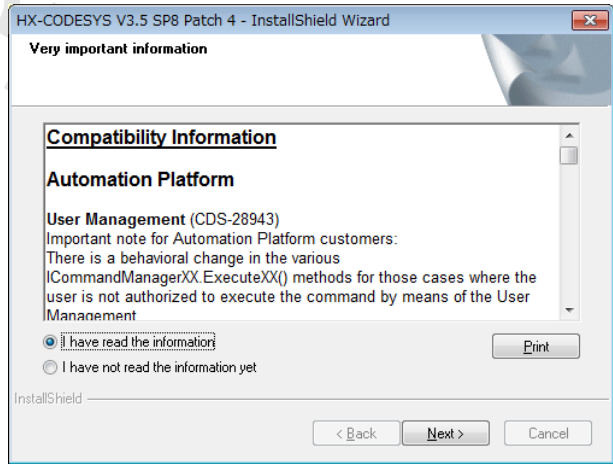 HX-CODESYS V3.5 SP8 Patch 4 - InstallShield Wizard
Very important information
Compatibility Information
Automation Platform
User Management (CDS-28943)
Important note for Automation Platform customers:
There is a behavioral change in the various
ICommandManagerXX.ExecuteXX() methods for those cases where the
user is not authorized to execute the command by means of the User
Management
I have read the information
Print
I have not read the information yet
InstallShield
< Back
Next >
Cancel